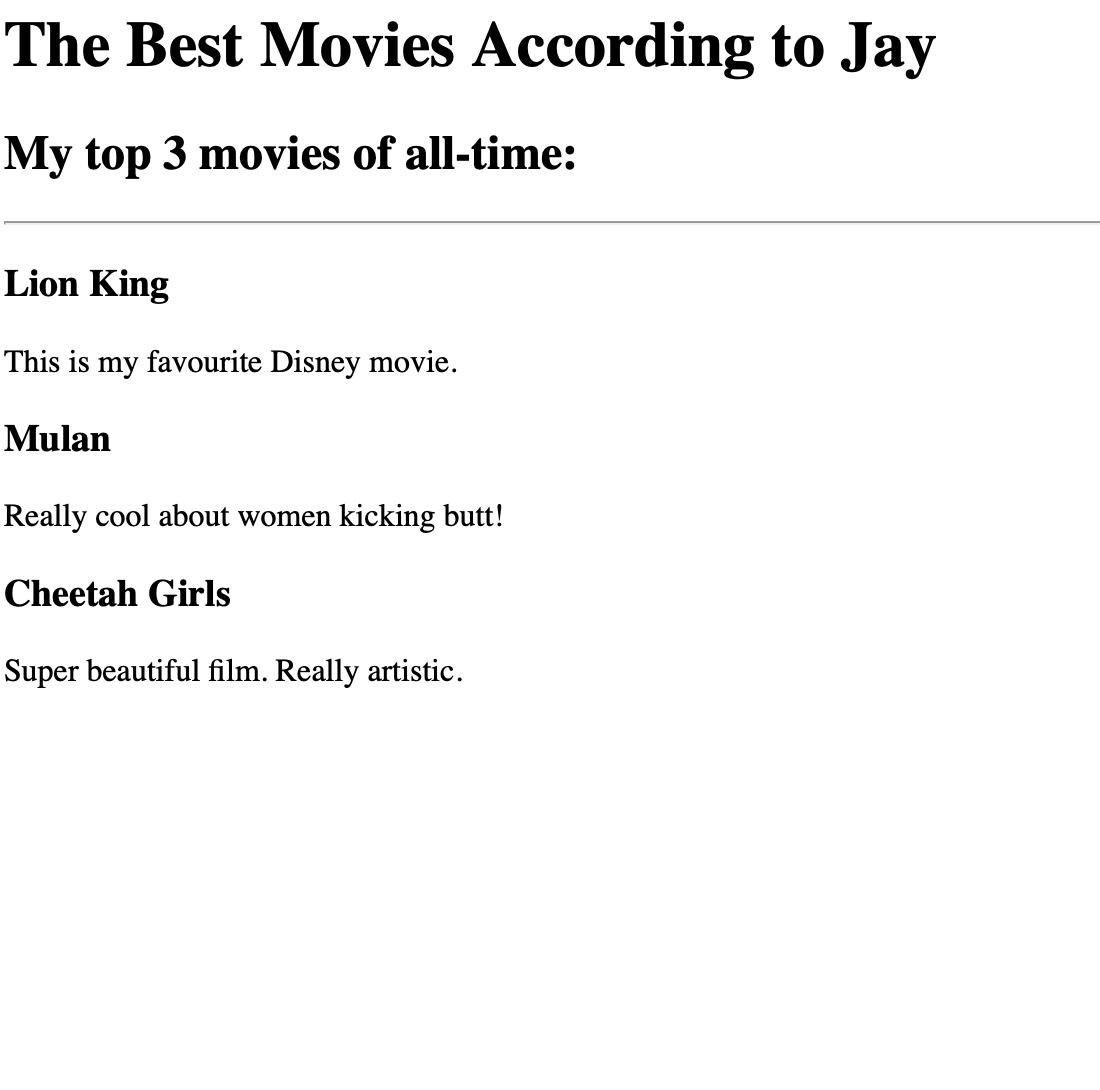 The Best Movies According to Jay
My top 3 movies of all-time:
Lion King
This is my favourite Disney movie.
Mulan
Really cool about women kicking butt!
Cheetah Girls
Super beautiful film. Really artistic.